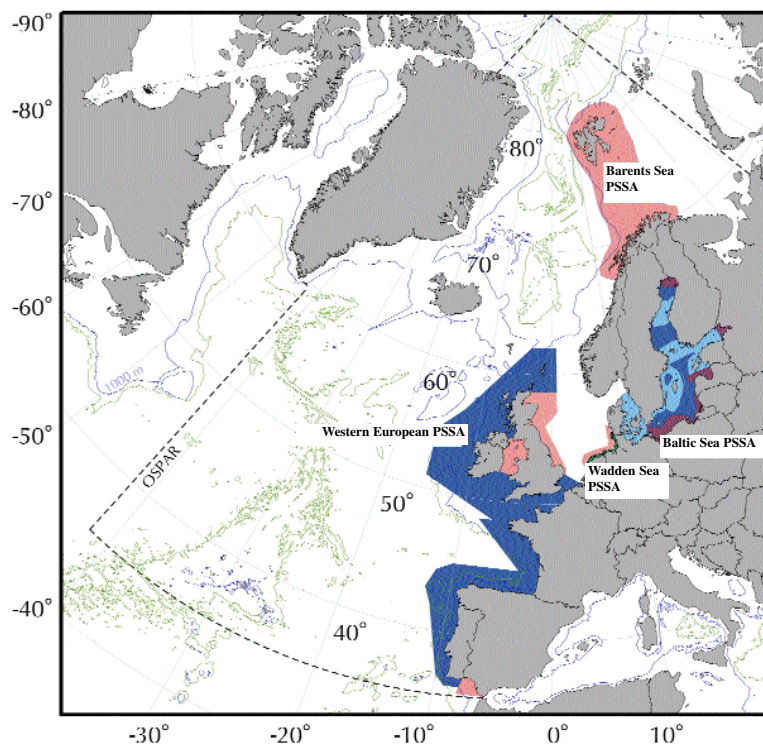 -90°
-80°
-70°
-60°
-50°
-40°
-30°
-20°
-10°
0°
10°
80°
70°
60°
50°
40°
Barents Sea
PSSA
1000 m
Western European PSSA
Baltic Sea PSSA
Wadden Sea
PSSA
OSPAR